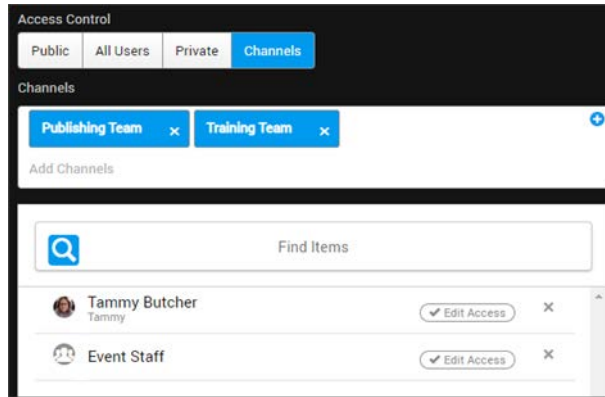 Access Control
Public All Users Private Channels
Channels
Publishing Team × Training Team ×
Add Channels
Find Items
Tammy Butcher
Tammy
✔ Edit Access ×
Event Staff
✔ Edit Access ×